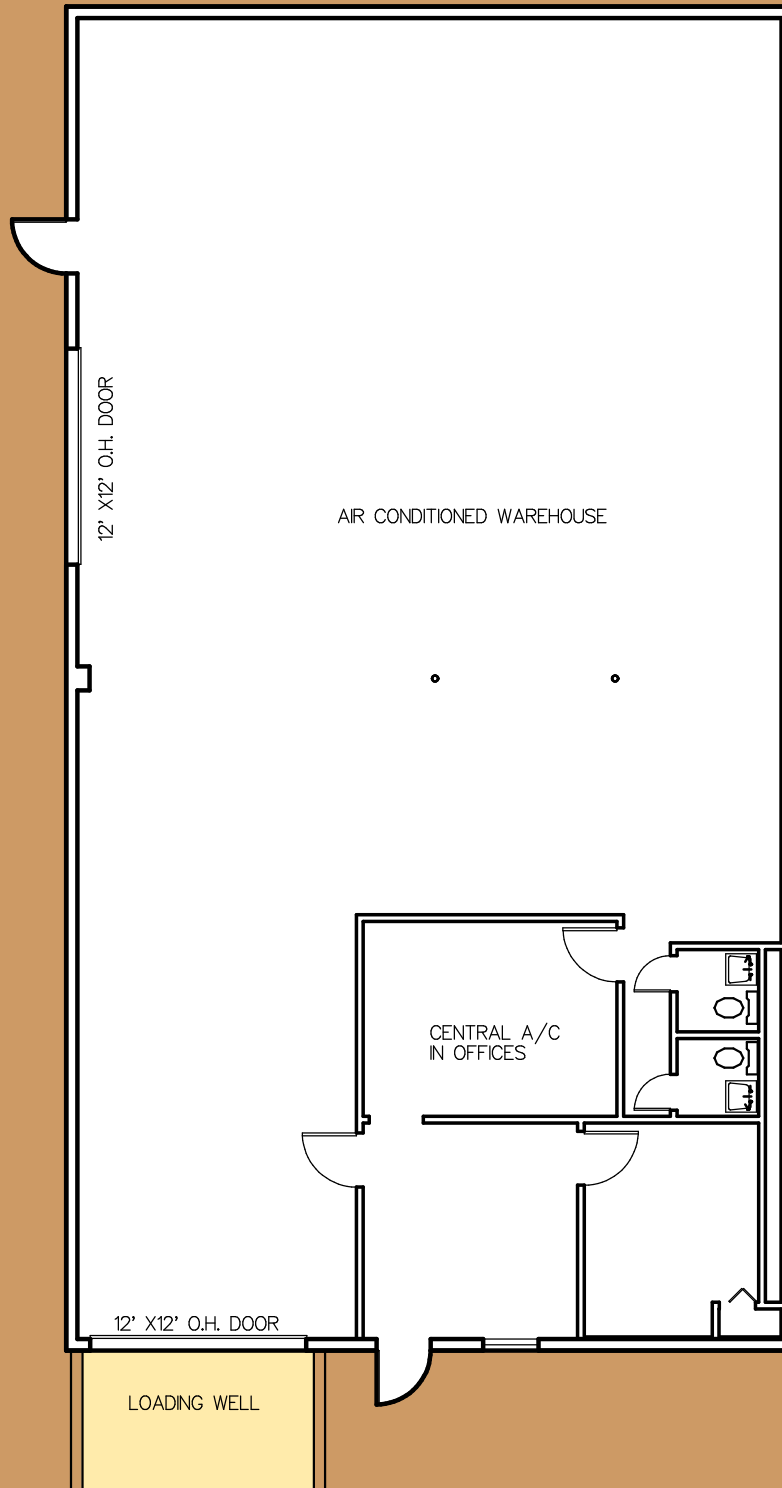 12' X12' O.H. DOOR
AIR CONDITIONED WAREHOUSE
CENTRAL A/C
IN OFFICES
12' X12' O.H. DOOR
LOADING WELL